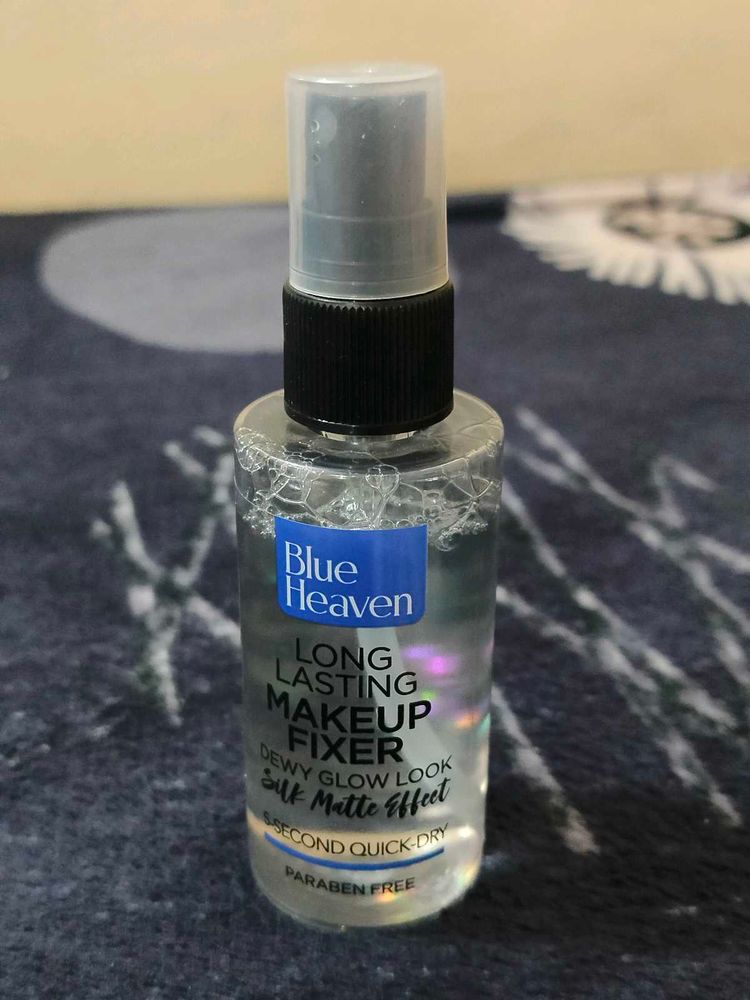 Blue
Heaven
LONG
LASTING
MAKEUP
FIXER
DEWY GLOW LOOK
Silk Matte Effect
5-SECOND QUICK-DRY
PARABEN FREE